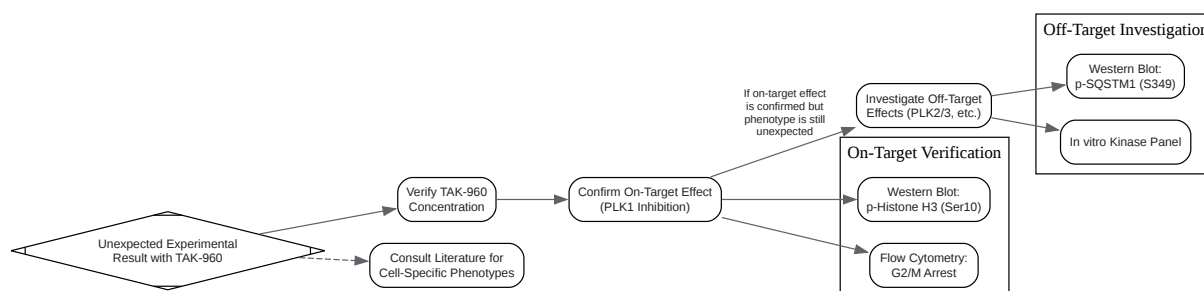 Unexpected Experimental
Result with TAK-960
Verify TAK-960
Concentration
Consult Literature for
Cell-Specific Phenotypes
Confirm On-Target Effect
(PLK1 Inhibition)
If on-target effect
is confirmed but
phenotype is still
unexpected
Investigate Off-Target
Effects (PLK2/3, etc.)
On-Target Verification
Western Blot:
p-Histone H3 (Ser10)
Flow Cytometry:
G2/M Arrest
Off-Target Investigation
Western Blot:
p-SQSTM1 (S349)
In vitro Kinase Panel